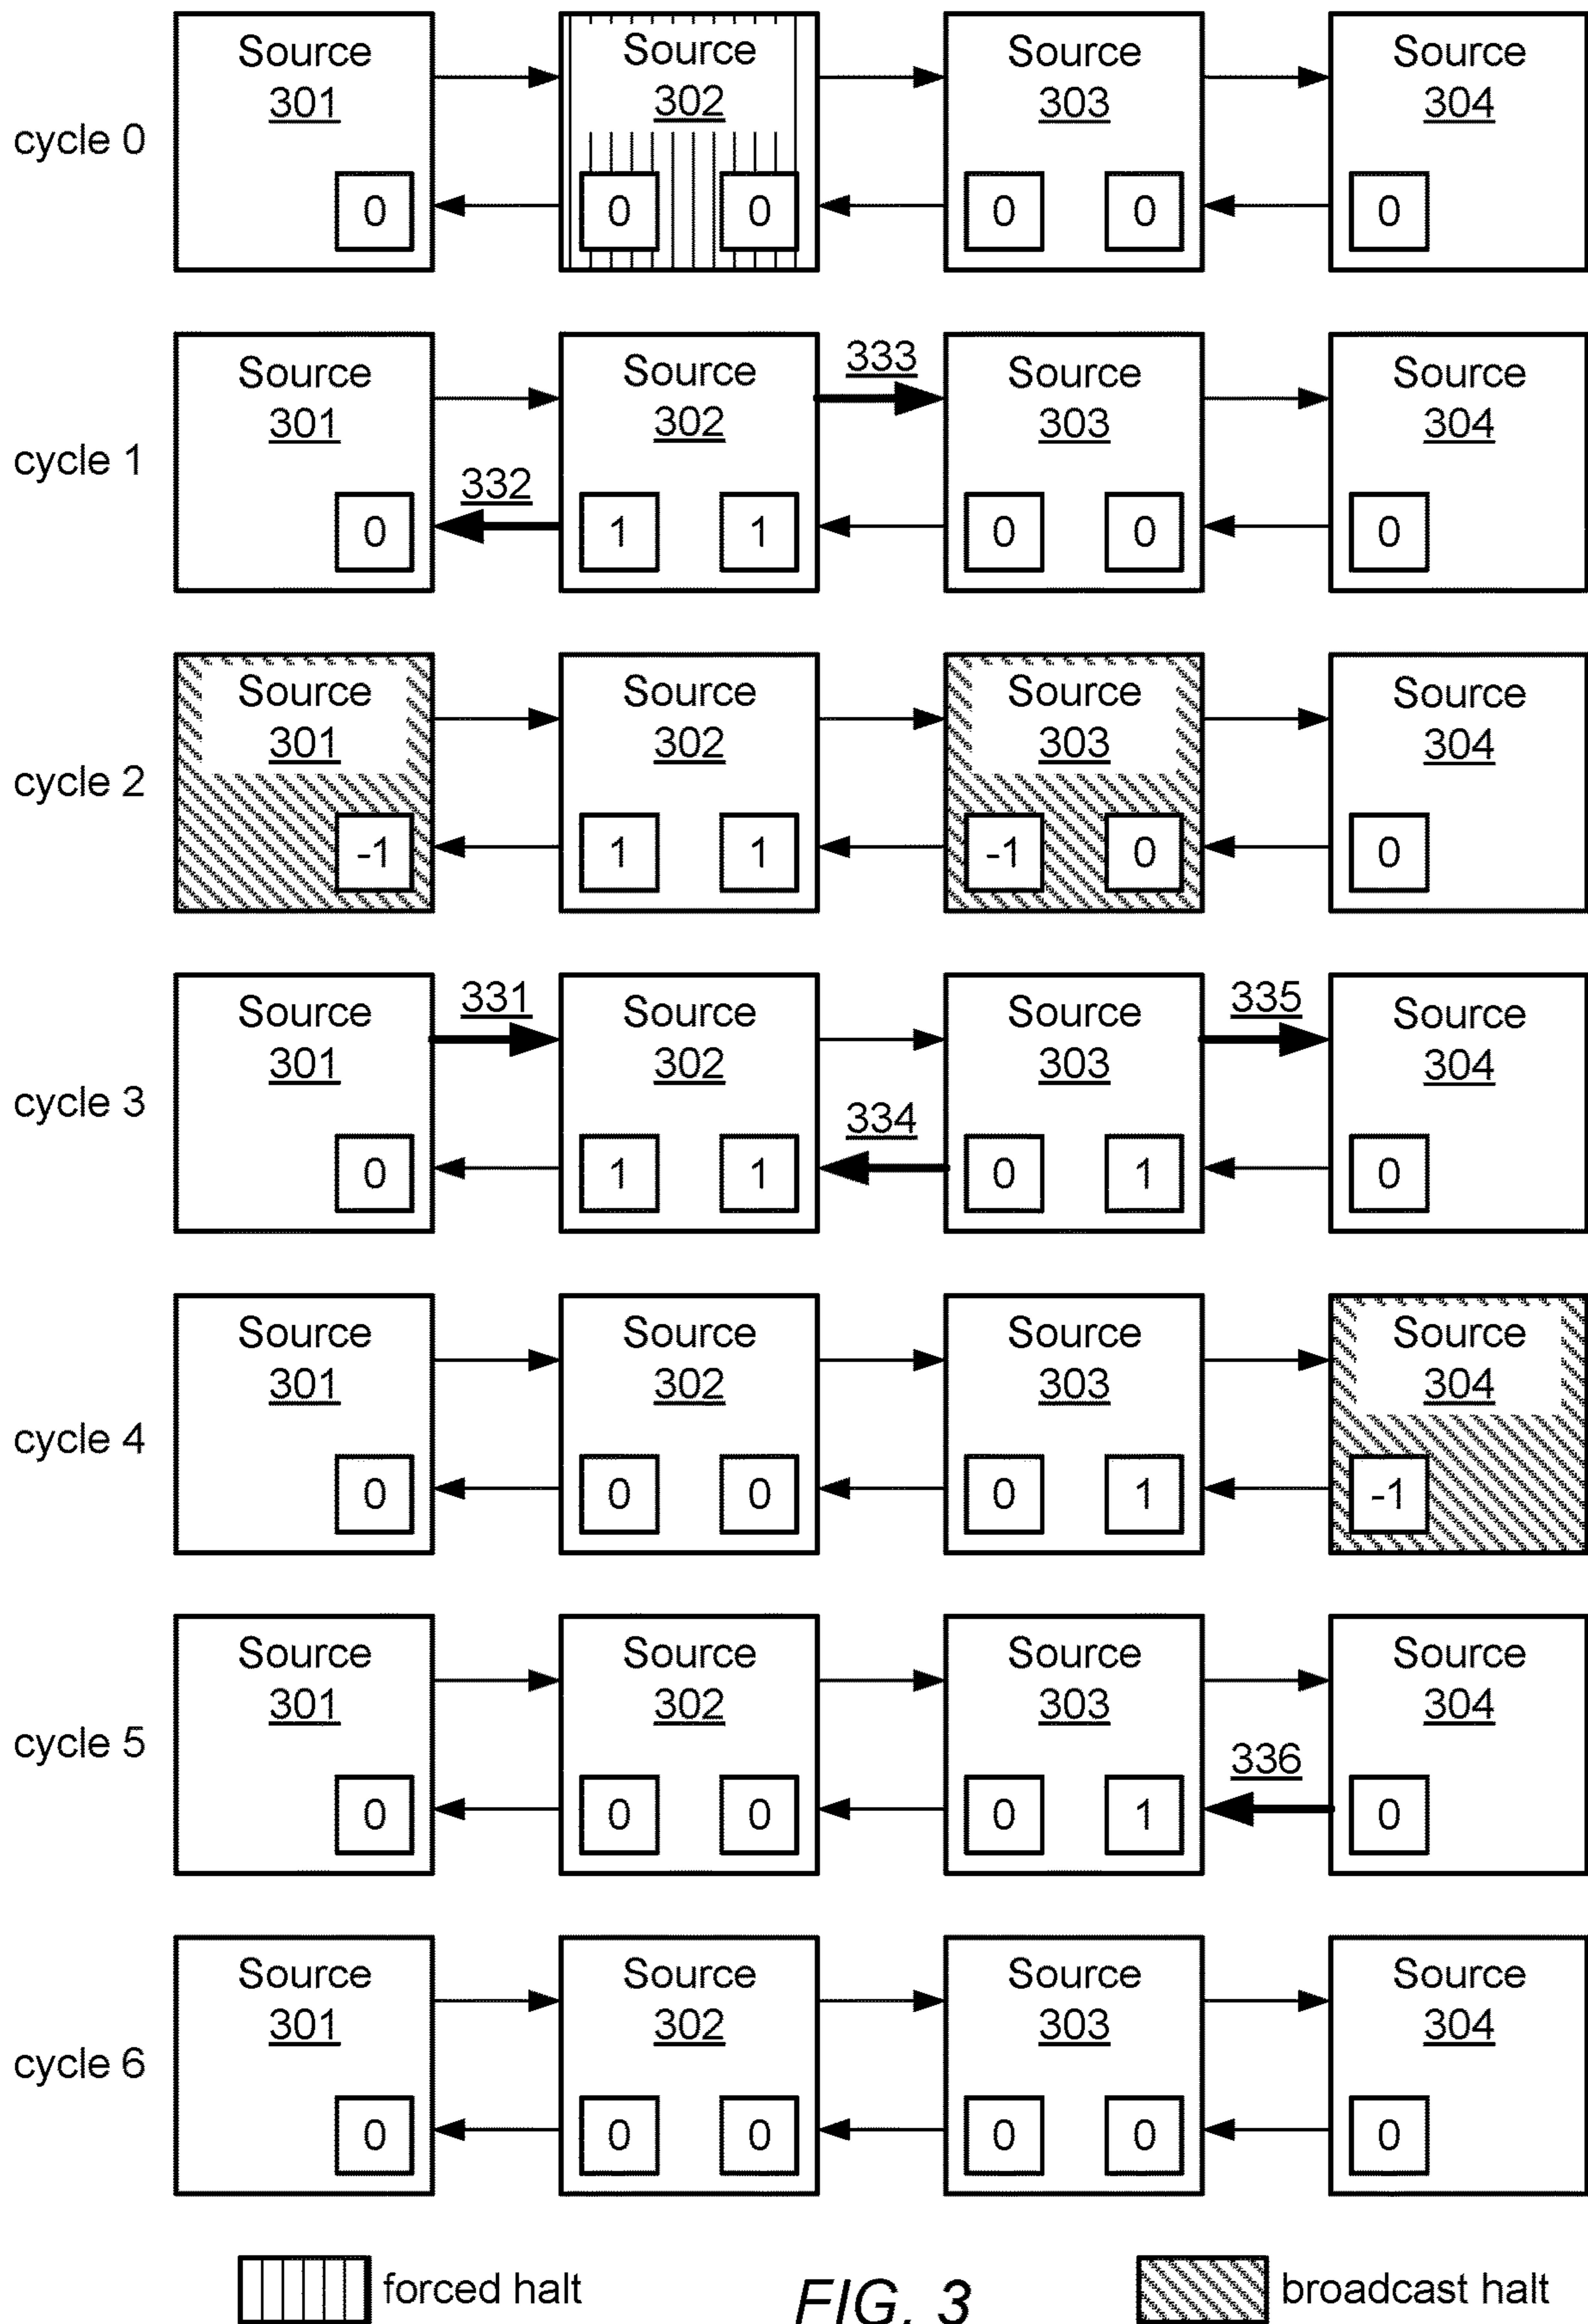 Source Source Source Source
301 302 303 304
cycle 0
0 0 0 0 0 0
333
Source Source Source Source
301 302 303 304
cycle 1
332
0 1 1 0 0 0
Source Source Source Source
301 302 303 304
cycle 2
-1 1 1 -1 0 0
331 335
Source Source Source Source
301 302 303 304
cycle 3
334
0 1 1 0 1 0
Source Source Source Source
301 302 303 304
cycle 4
0 0 0 0 1 -1
Source Source Source Source
301 302 303 304
cycle 5
336
0 0 0 0 1 0
Source Source Source Source
301 302 303 304
cycle 6
0 0 0 0 0 0
forced halt FIG. 3 broadcast halt